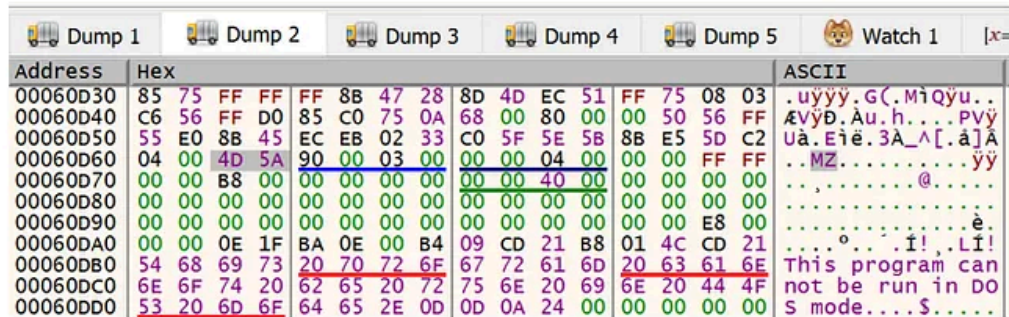 Dump 1 Dump 2 Dump 3 Dump 4 Dump 5 Watch 1 [x=
Address Hex ASCII
00060D30 85 75 FF FF FF 8B 47 28 8D 4D EC 51 FF 75 08 03 .uÿÿÿ.G(.MìQÿu..
00060D40 C6 56 FF D0 85 C0 75 0A 68 00 80 00 00 50 56 FF ÆVÿÐ.Àu.h....PVÿ
00060D50 55 E0 8B 45 EC EB 02 33 C0 5F 5E 5B 8B E5 5D C2 Uà.Eìë.3À_^[.å]Â
00060D60 04 00 4D 5A 90 00 03 00 00 00 04 00 00 00 FF FF ..MZ..........ÿÿ
00060D70 00 00 B8 00 00 00 00 00 00 00 40 00 00 00 00 00 ..¸.......@.....
00060D80 00 00 00 00 00 00 00 00 00 00 00 00 00 00 00 00 ................
00060D90 00 00 00 00 00 00 00 00 00 00 00 00 00 00 E8 00 ..............è.
00060DA0 00 00 0E 1F BA 0E 00 B4 09 CD 21 B8 01 4C CD 21 ....º..´.Í!¸.LÍ!
00060DB0 54 68 69 73 20 70 72 6F 67 72 61 6D 20 63 61 6E This program can
00060DC0 6E 6F 74 20 62 65 20 72 75 6E 20 69 6E 20 44 4F not be run in DO
00060DD0 53 20 6D 6F 64 65 2E 0D 0D 0A 24 00 00 00 00 00 S mode....$.....